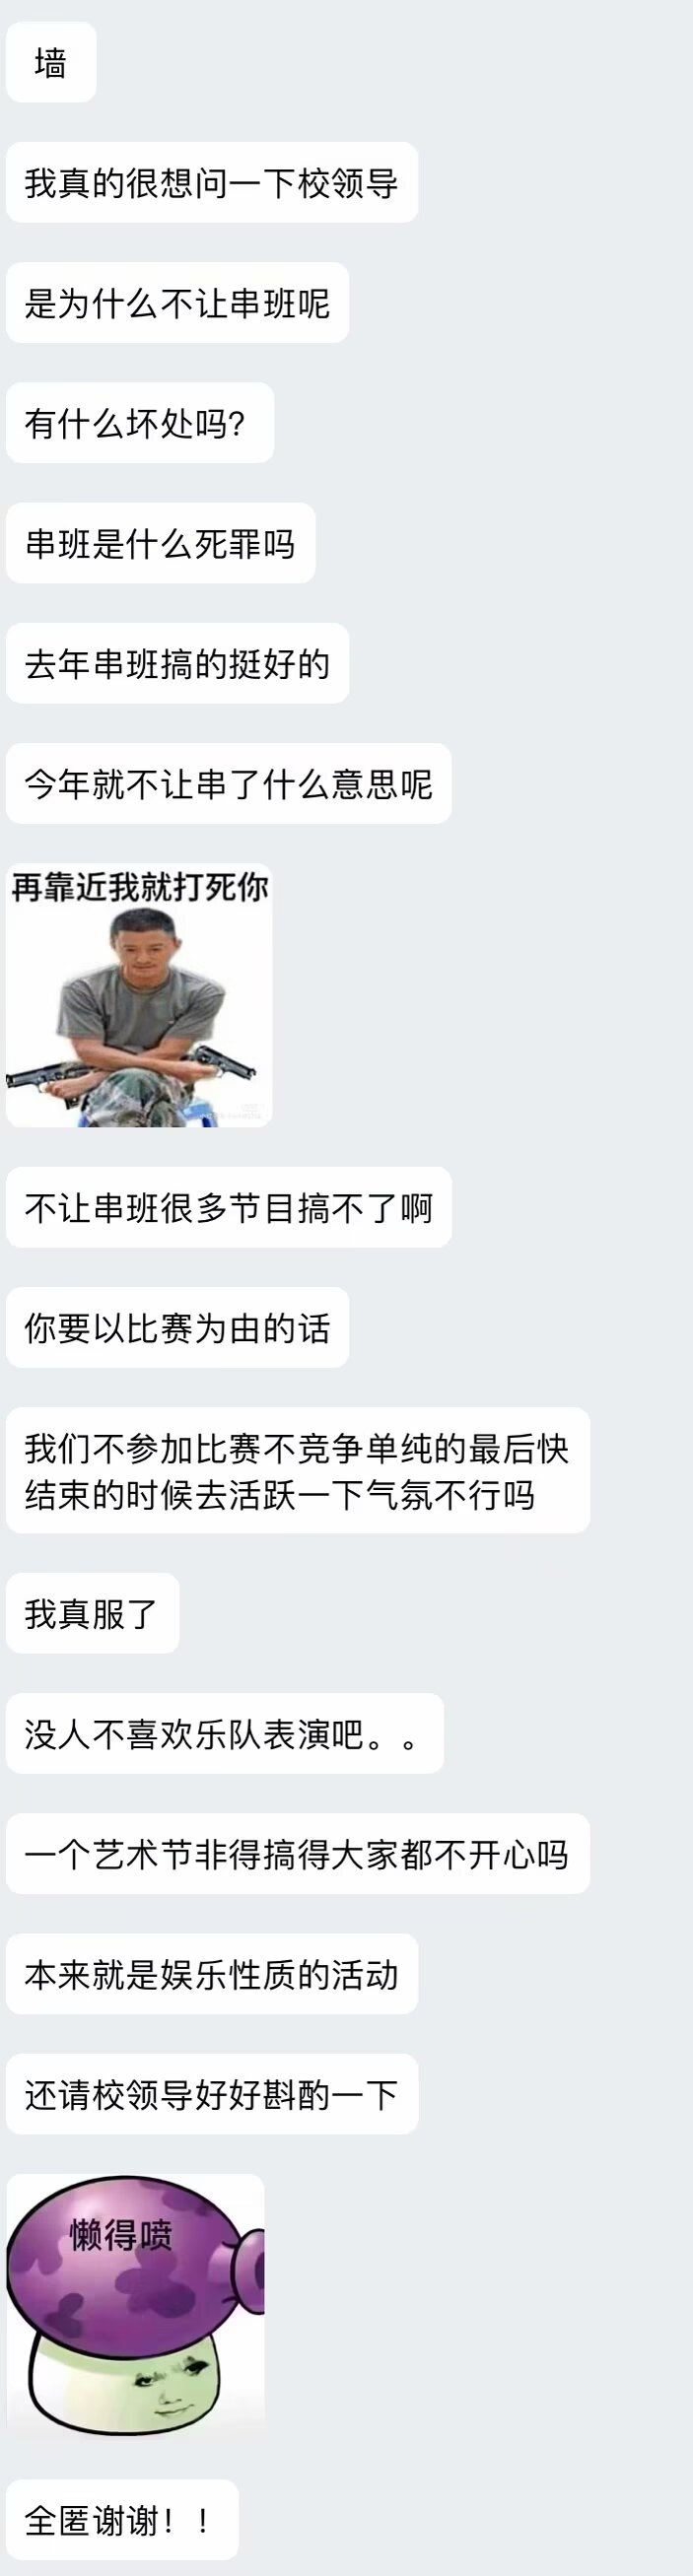 墙
我真的很想问一下校领导
是为什么不让串班呢
有什么坏处吗?
串班是什么死罪吗
去年串班搞的挺好的
今年就不让串了什么意思呢
再靠近我就打死你
不让串班很多节目搞不了啊
你要以比赛为由的话
我们不参加比赛不竞争单纯的最后快
结束的时候去活跃一下气氛不行吗
我真服了
没人不喜欢乐队表演吧。。
一个艺术节非得搞得大家都不开心吗
本来就是娱乐性质的活动
还请校领导好好斟酌一下
懒得喷
全匿谢谢！！